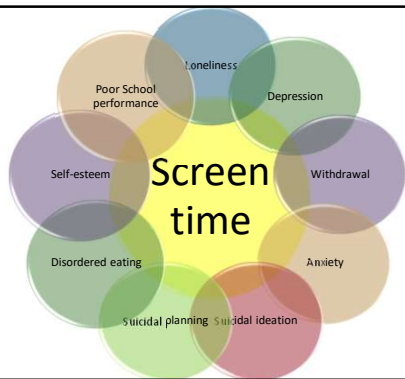 Loneliness
Depression
Withdrawal
Anxiety
Suicidal ideation
Suicidal planning
Disordered eating
Self-esteem
Poor School
performance
Screen
time